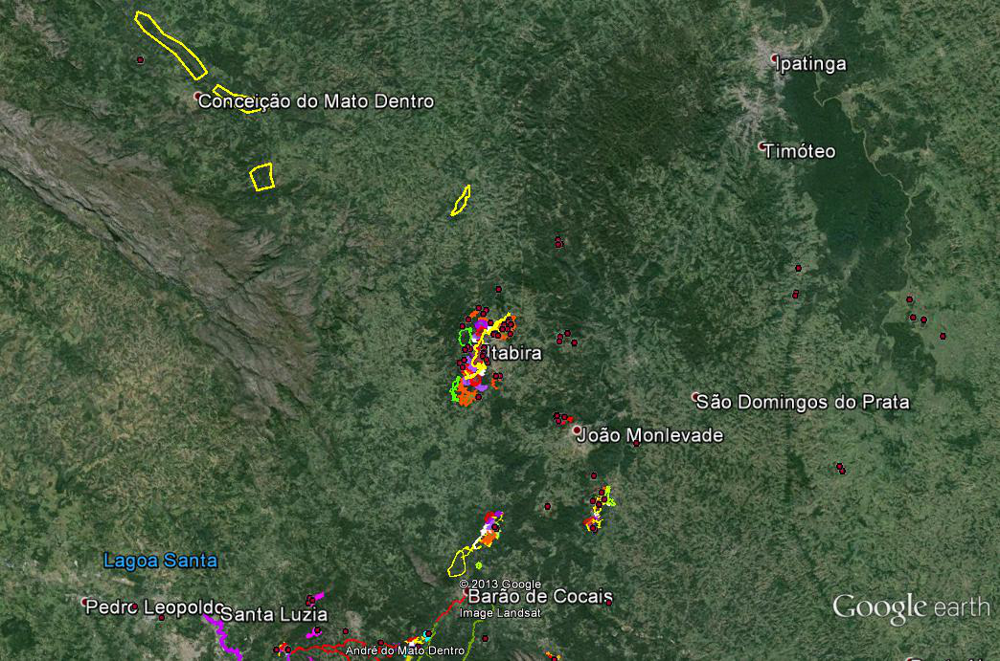 Ipatinga
Conceição do Mato Dentro
Timóteo
Itabira
São Domingos do Prata
João Monlevade
Lagoa Santa
© 2013 Google
Barão de Cocais
Pedro Leopoldo
Santa Luzia
Image Landsat
Google earth
André do Mato Dentro